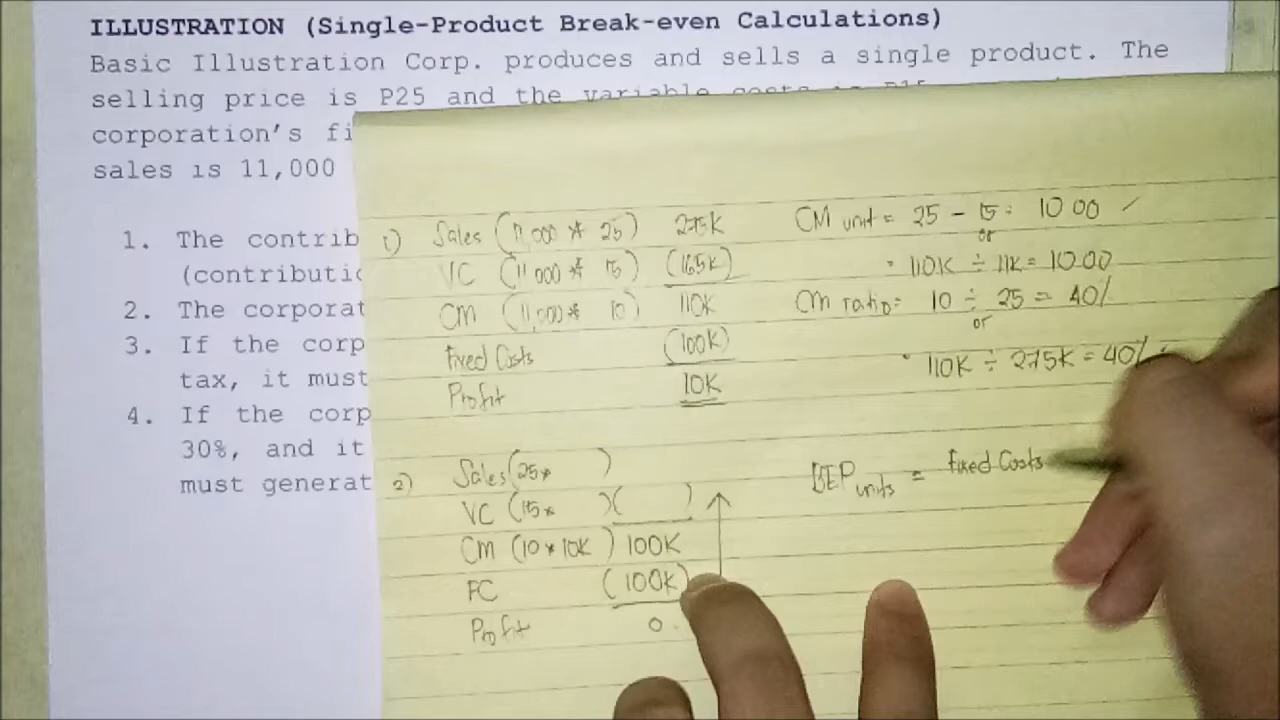 ILLUSTRATION (Single-Product Break-even Calculations)
Basic Illustration Corp. produces and sells a single product. The
selling price is P25 and the variable costs is P15
corporation's fi
sales is 11,000
1. The contrib
(contributio
2. The corporat
3. If the corp
tax, it must
4. If the corp
30%, and it
must generat
1) Sales (11,000 * 25) 275K
VC (11 000 * 15) (165K)
CM (11,000 * 10) 110K
Fixed Costs (100K)
Profit 10K
CM unit = 25 - 15 = 10.00
or
110K ÷ 11K = 10.00
CM ratio = 10 ÷ 25 = 40%
or
110K ÷ 275K = 40%
2) Sales (25* )
VC (15* ) ( )
CM (10 * 10K) 100K
FC (100K)
Profit 0
BEP units = Fixed Costs